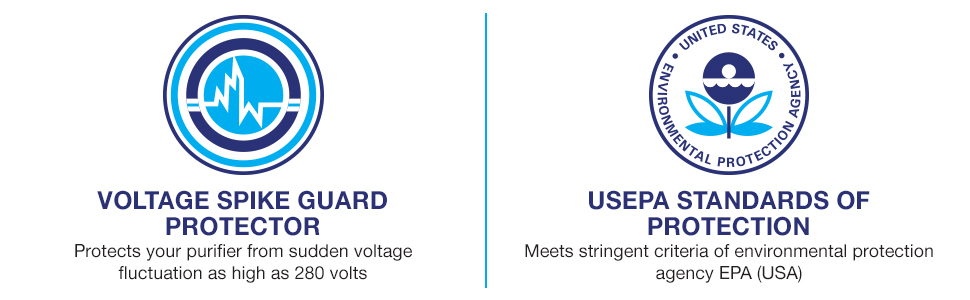 VOLTAGE SPIKE GUARD
PROTECTOR
Protects your purifier from sudden voltage
fluctuation as high as 280 volts
UNITED STATES
• ENVIRONMENTAL PROTECTION AGENCY •
USEPA STANDARDS OF
PROTECTION
Meets stringent criteria of environmental protection
agency EPA (USA)